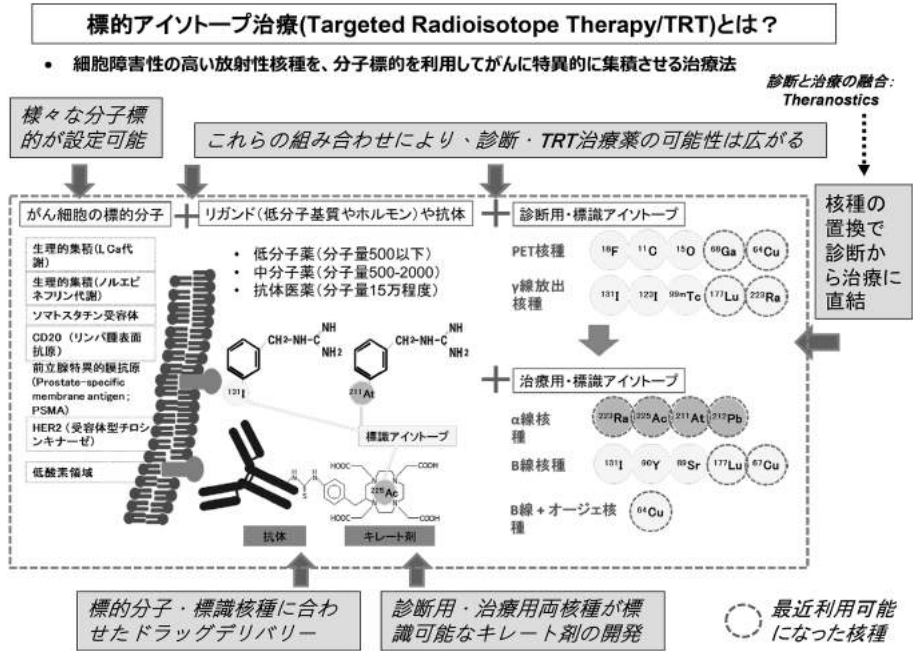 標的アイソトープ治療(Targeted Radioisotope Therapy/TRT)とは？
• 細胞障害性の高い放射性核種を、分子標的を利用してがんに特異的に集積させる治療法
診断と治療の融合:
Theranostics
様々な分子標
的が設定可能
これらの組み合わせにより、診断・TRT治療薬の可能性は広がる
核種の
置換で
診断か
ら治療に
直結
がん細胞の標的分子
+
リガンド(低分子基質やホルモン)や抗体
+
診断用・標識アイソトープ
生理的集積(I,Ca代
謝)
生理的集積(ノルエピ
ネフリン代謝)
ソマトスタチン受容体
CD20 (リンパ腫表面
抗原)
前立腺特異的膜抗原
(Prostate-specific
membrane antigen;
PSMA)
HER2 (受容体型チロシ
ンキナーゼ)
低酸素領域
• 低分子薬(分子量500以下)
• 中分子薬(分子量500-2000)
• 抗体医薬(分子量15万程度)
CH2-NH-C
NH
NH2
131I
CH2-NH-C
NH
NH2
211At
標識アイソトープ
HOOC
COOH
225Ac
HOOC
COOH
H
N
S
H
N
抗体
キレート剤
PET核種
18F
11C
15O
68Ga
64Cu
γ線放出
核種
131I
123I
99mTc
177Lu
223Ra
+
治療用・標識アイソトープ
α線核
種
223Ra
225Ac
211At
212Pb
B線核種
131I
90Y
89Sr
177Lu
67Cu
B線＋オージェ核
種
64Cu
標的分子・標識核種に合わ
せたドラッグデリバリー
診断用・治療用両核種が標
識可能なキレート剤の開発
最近利用可能
になった核種